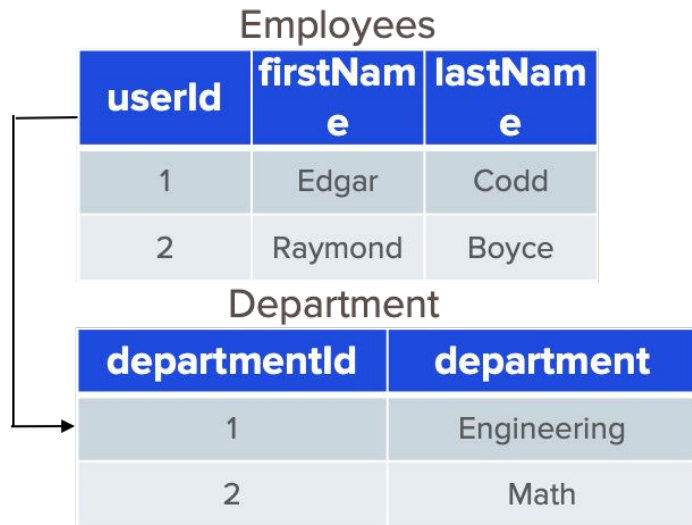 Employees
userId firstNam lastNam
e e
1 Edgar Codd
2 Raymond Boyce
Department
departmentId department
1 Engineering
2 Math